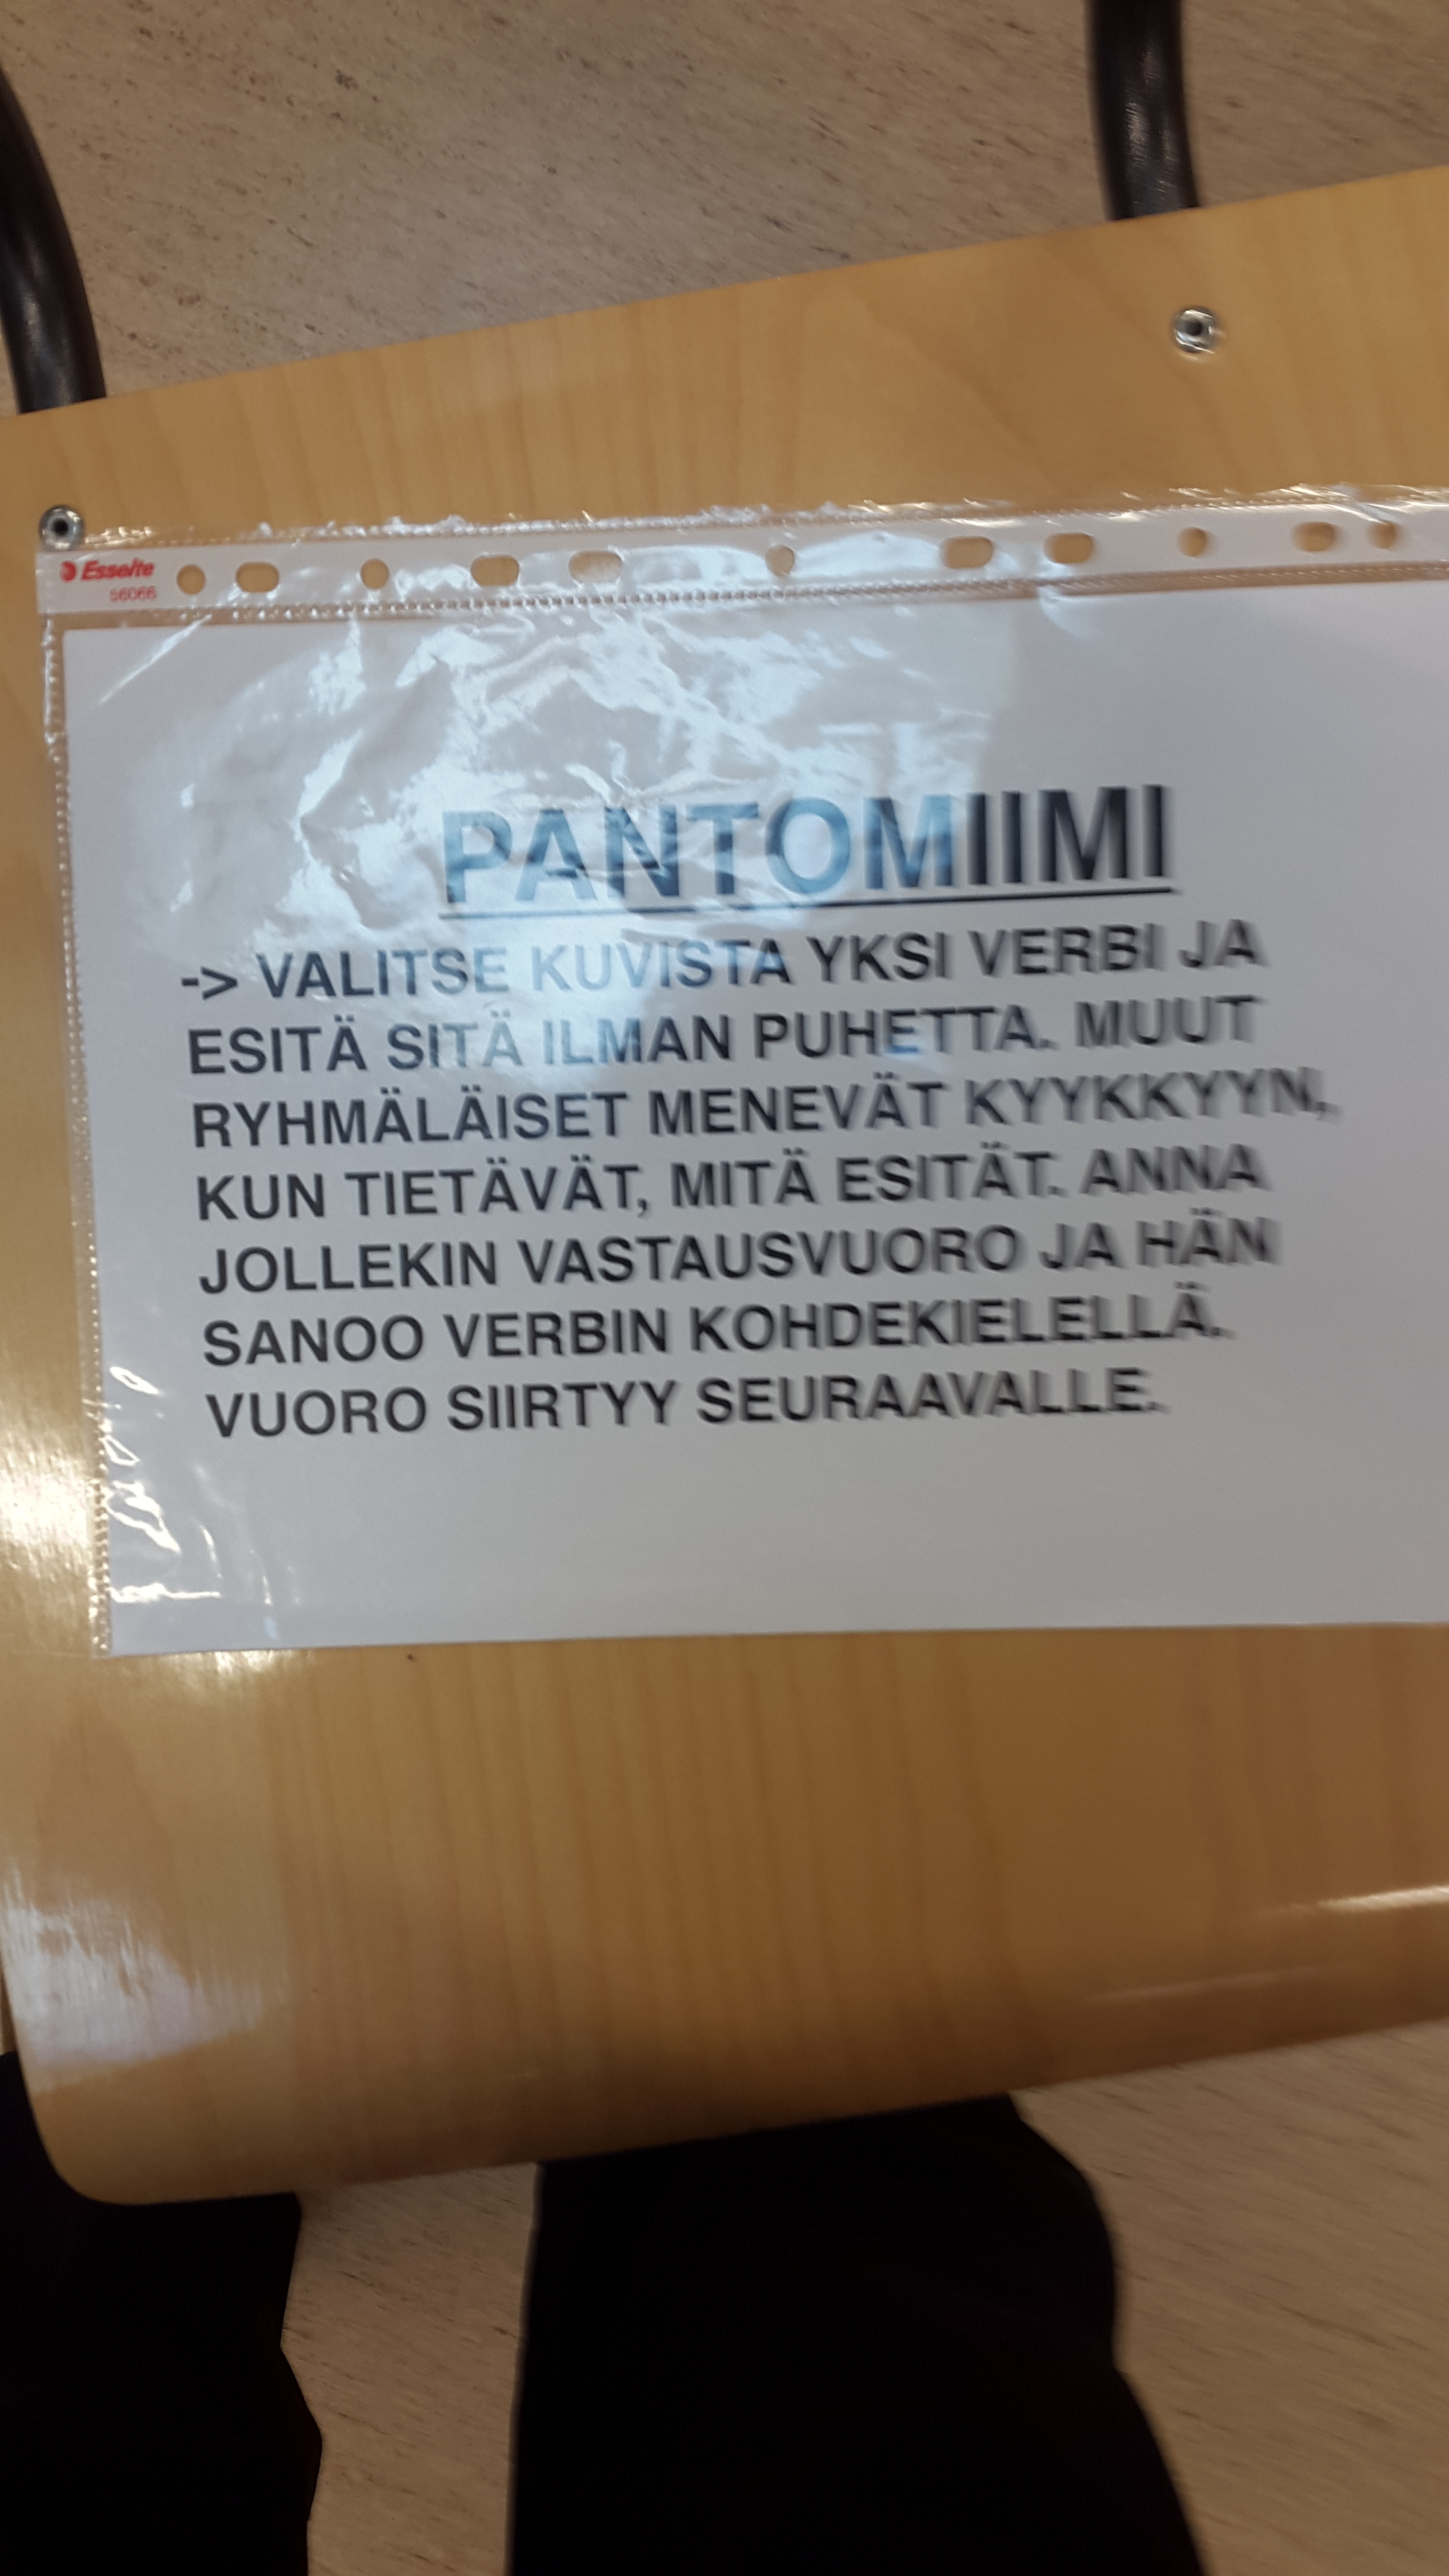 Esselte
56066
PANTOMIIMI
-> VALITSE KUVISTA YKSI VERBI JA
ESITÄ SITÄ ILMAN PUHETTA. MUUT
RYHMÄLÄISET MENEVÄT KYYKKYYN,
KUN TIETÄVÄT, MITÄ ESITÄT. ANNA
JOLLEKIN VASTAUSVUORO JA HÄN
SANOO VERBIN KOHDEKIELELLÄ.
VUORO SIIRTYY SEURAAVALLE.